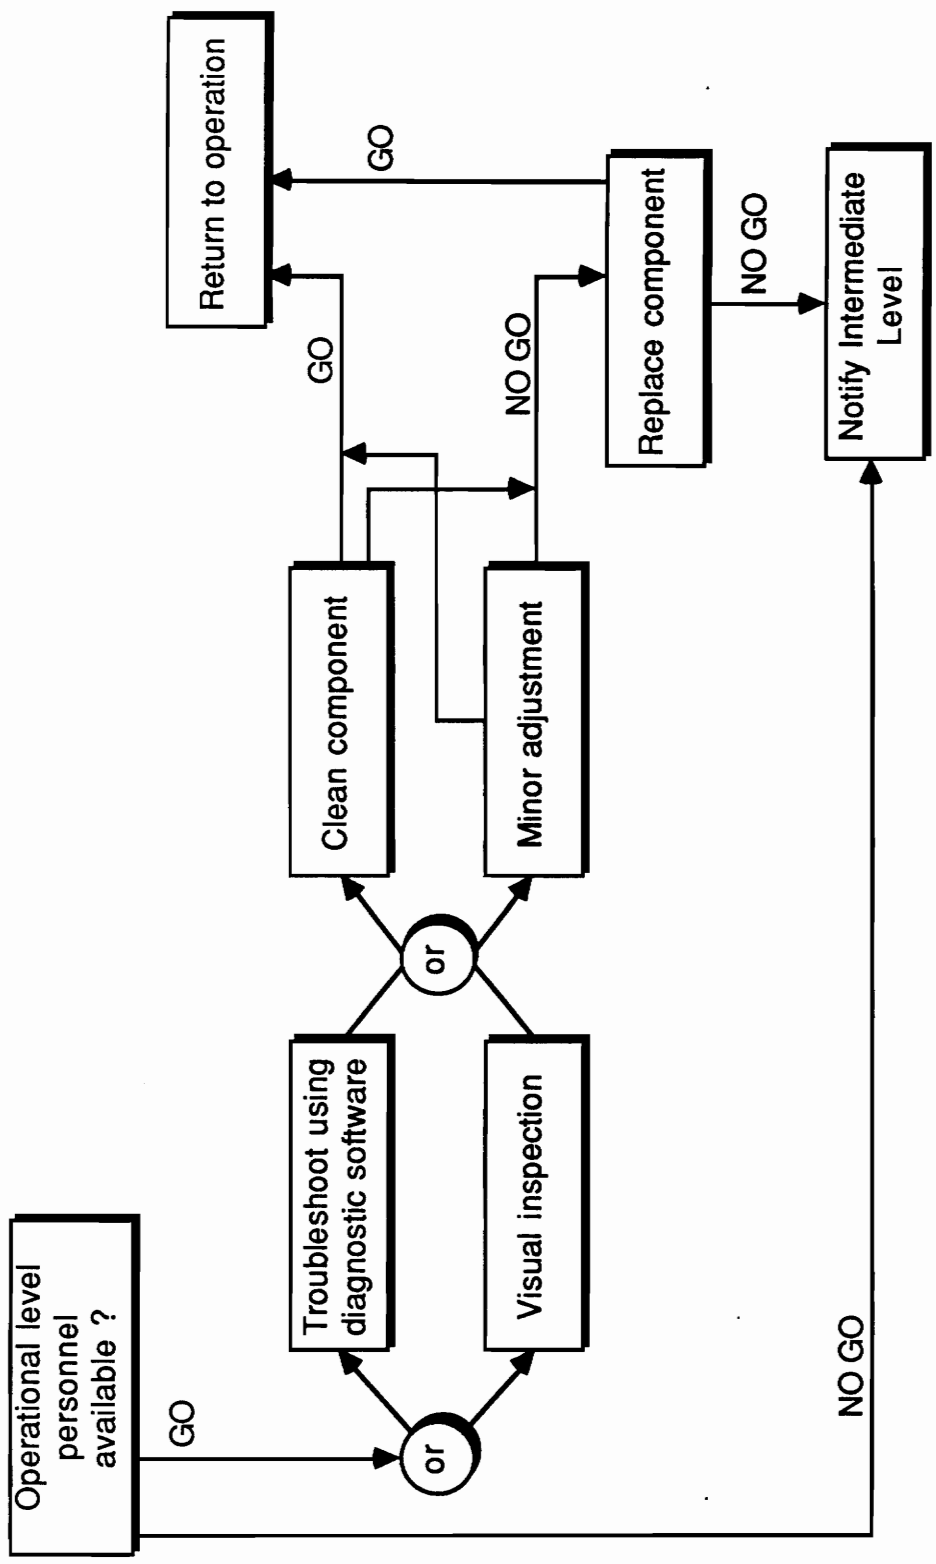 Operational level
personnel
available ?
GO
NO GO
or
Troubleshoot using
diagnostic software
Visual inspection
or
Clean component
Minor adjustment
GO
NO GO
Return to operation
GO
Replace component
NO GO
Notify Intermediate
Level